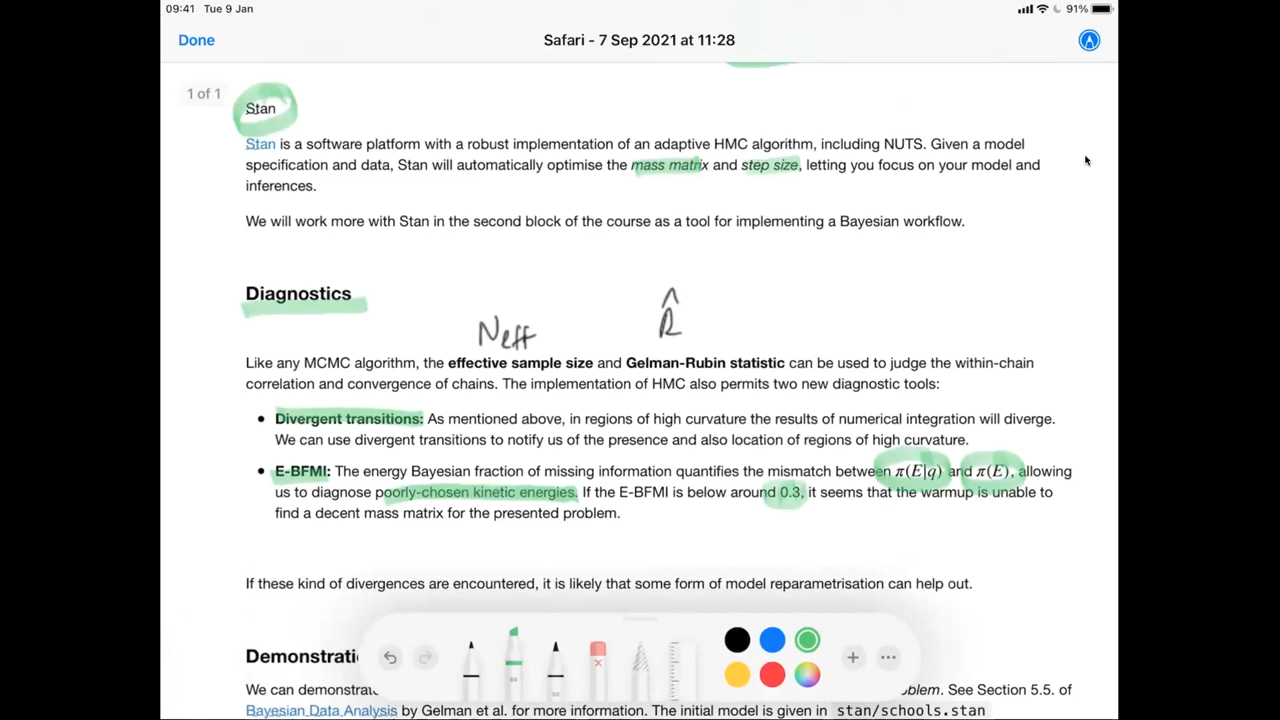 09:41 Tue 9 Jan
91%
Done
Safari - 7 Sep 2021 at 11:28
1 of 1
Stan
Stan is a software platform with a robust implementation of an adaptive HMC algorithm, including NUTS. Given a model
specification and data, Stan will automatically optimise the mass matrix and step size, letting you focus on your model and
inferences.
We will work more with Stan in the second block of the course as a tool for implementing a Bayesian workflow.
Diagnostics
Neff
R̂
Like any MCMC algorithm, the effective sample size and Gelman-Rubin statistic can be used to judge the within-chain
correlation and convergence of chains. The implementation of HMC also permits two new diagnostic tools:
• Divergent transitions: As mentioned above, in regions of high curvature the results of numerical integration will diverge.
We can use divergent transitions to notify us of the presence and also location of regions of high curvature.
• E-BFMI: The energy Bayesian fraction of missing information quantifies the mismatch between π(E|q) and π(E), allowing
us to diagnose poorly-chosen kinetic energies. If the E-BFMI is below around 0.3, it seems that the warmup is unable to
find a decent mass matrix for the presented problem.
If these kind of divergences are encountered, it is likely that some form of model reparametrisation can help out.
Demonstrati
We can demonstrat oblem. See Section 5.5. of
Bayesian Data Analysis by Gelman et al. for more information. The initial model is given in stan/schools.stan